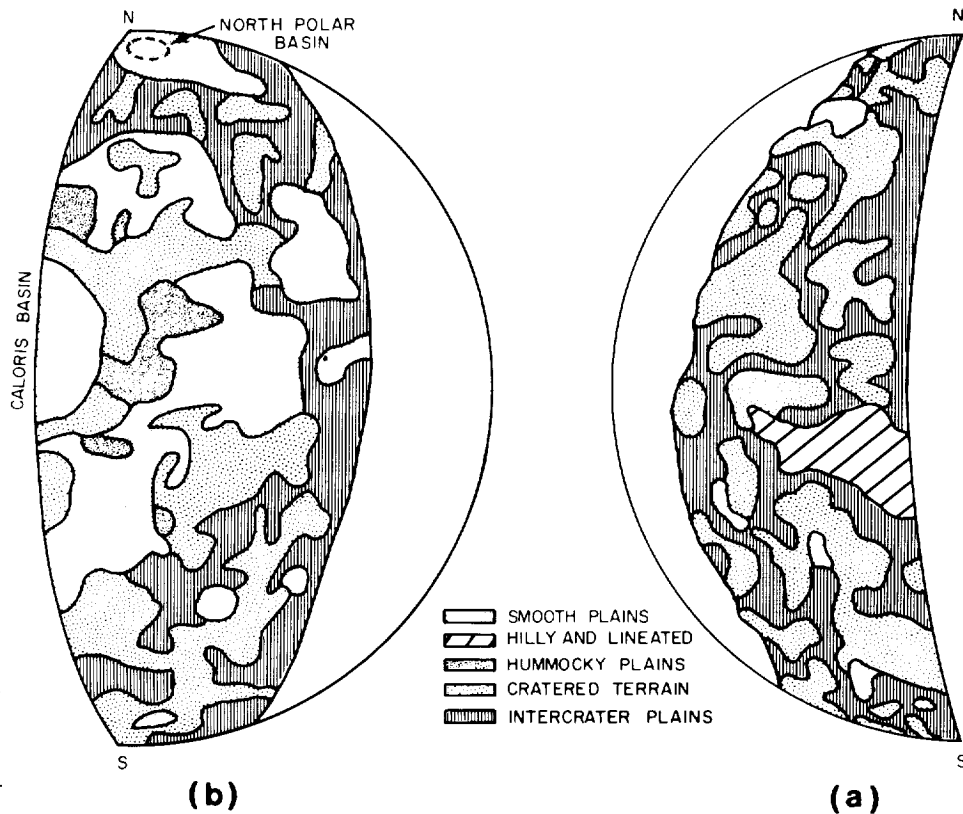 N
NORTH POLAR
BASIN
N
CALORIS BASIN
SMOOTH PLAINS
HILLY AND LINEATED
HUMMOCKY PLAINS
CRATERED TERRAIN
INTERCRATER PLAINS
S
S
(b)
(a)